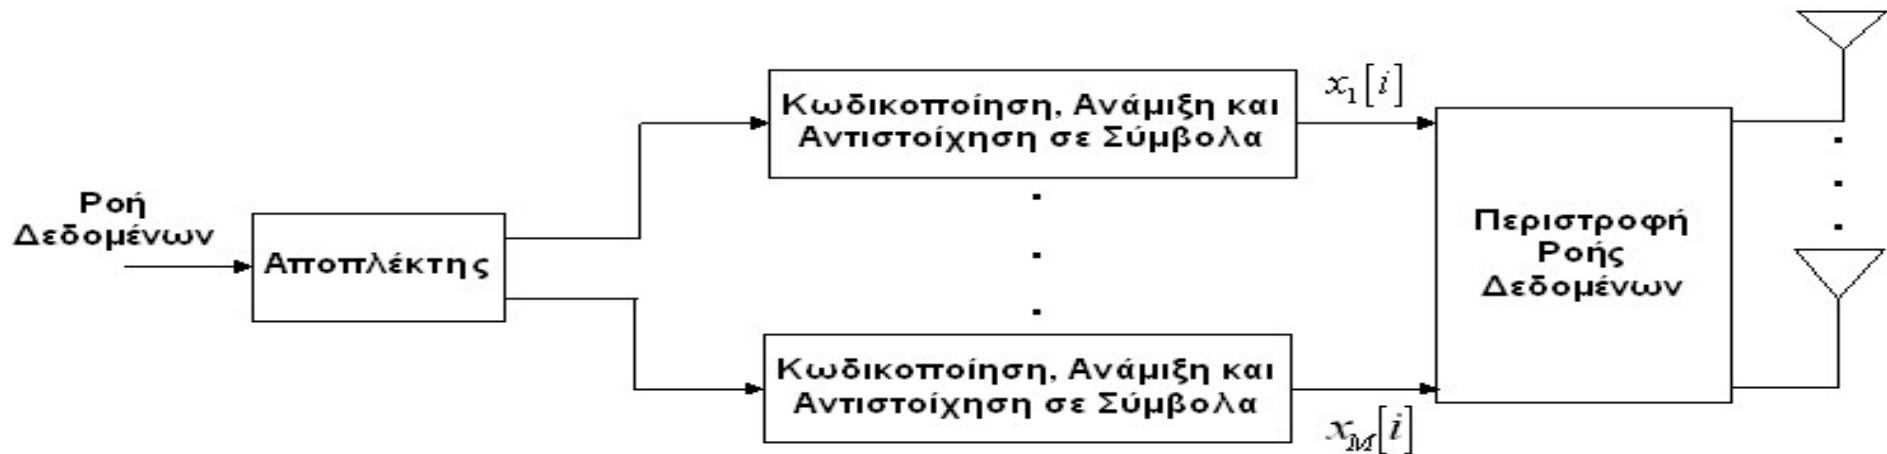 Κωδικοποίηση, Ανάμιξη και
Αντιστοίχηση σε Σύμβολα
x₁[i]
Ροή
Δεδομένων
Αποπλέκτης
Περιστροφή
Ροής
Δεδομένων
Κωδικοποίηση, Ανάμιξη και
Αντιστοίχηση σε Σύμβολα
x_M[i]